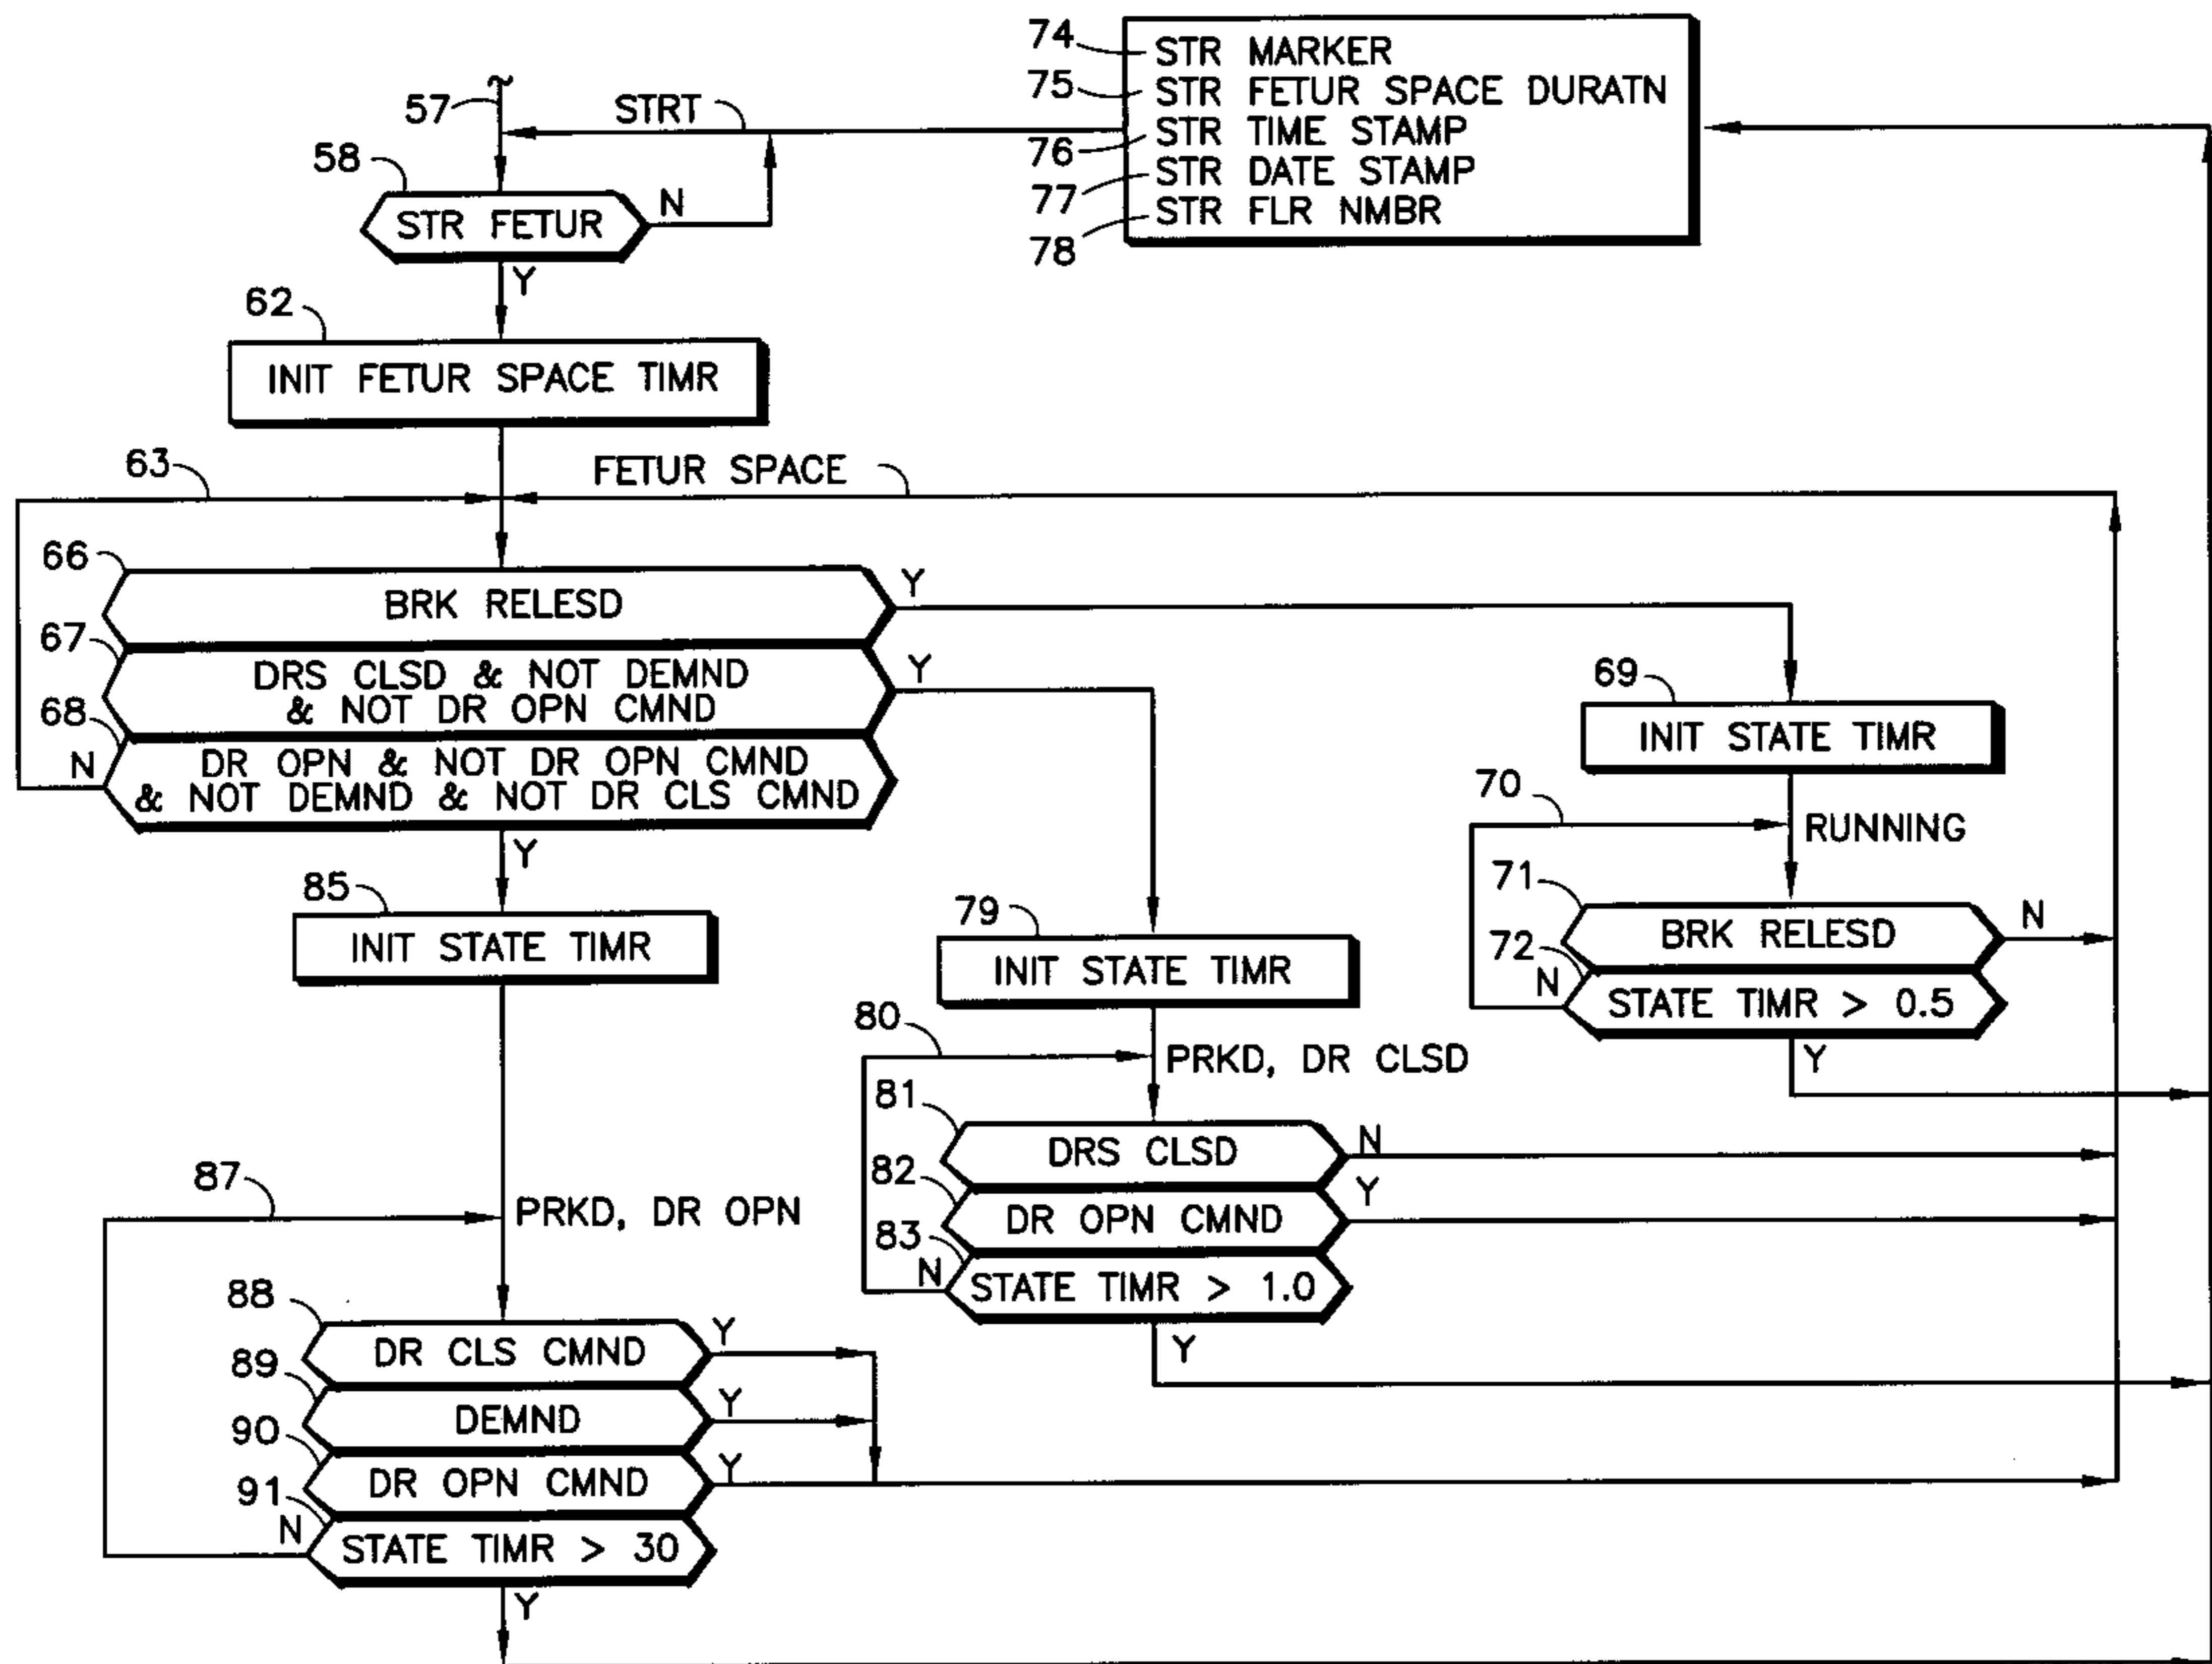 74 STR MARKER
75 STR FETUR SPACE DURATN
76 STR TIME STAMP
77 STR DATE STAMP
78 STR FLR NMBR
57
STRT
58
STR FETUR
N
Y
62
INIT FETUR SPACE TIMR
63
FETUR SPACE
66
BRK RELESD
Y
67
DRS CLSD & NOT DEMND
& NOT DR OPN CMND
Y
68
DR OPN & NOT DR OPN CMND
& NOT DEMND & NOT DR CLS CMND
N
Y
69
INIT STATE TIMR
70
RUNNING
71
BRK RELESD
N
72
STATE TIMR > 0.5
N
Y
79
INIT STATE TIMR
80
PRKD, DR CLSD
81
DRS CLSD
N
82
DR OPN CMND
Y
83
STATE TIMR > 1.0
N
Y
85
INIT STATE TIMR
87
PRKD, DR OPN
88
DR CLS CMND
Y
89
DEMND
Y
90
DR OPN CMND
Y
91
STATE TIMR > 30
N
Y